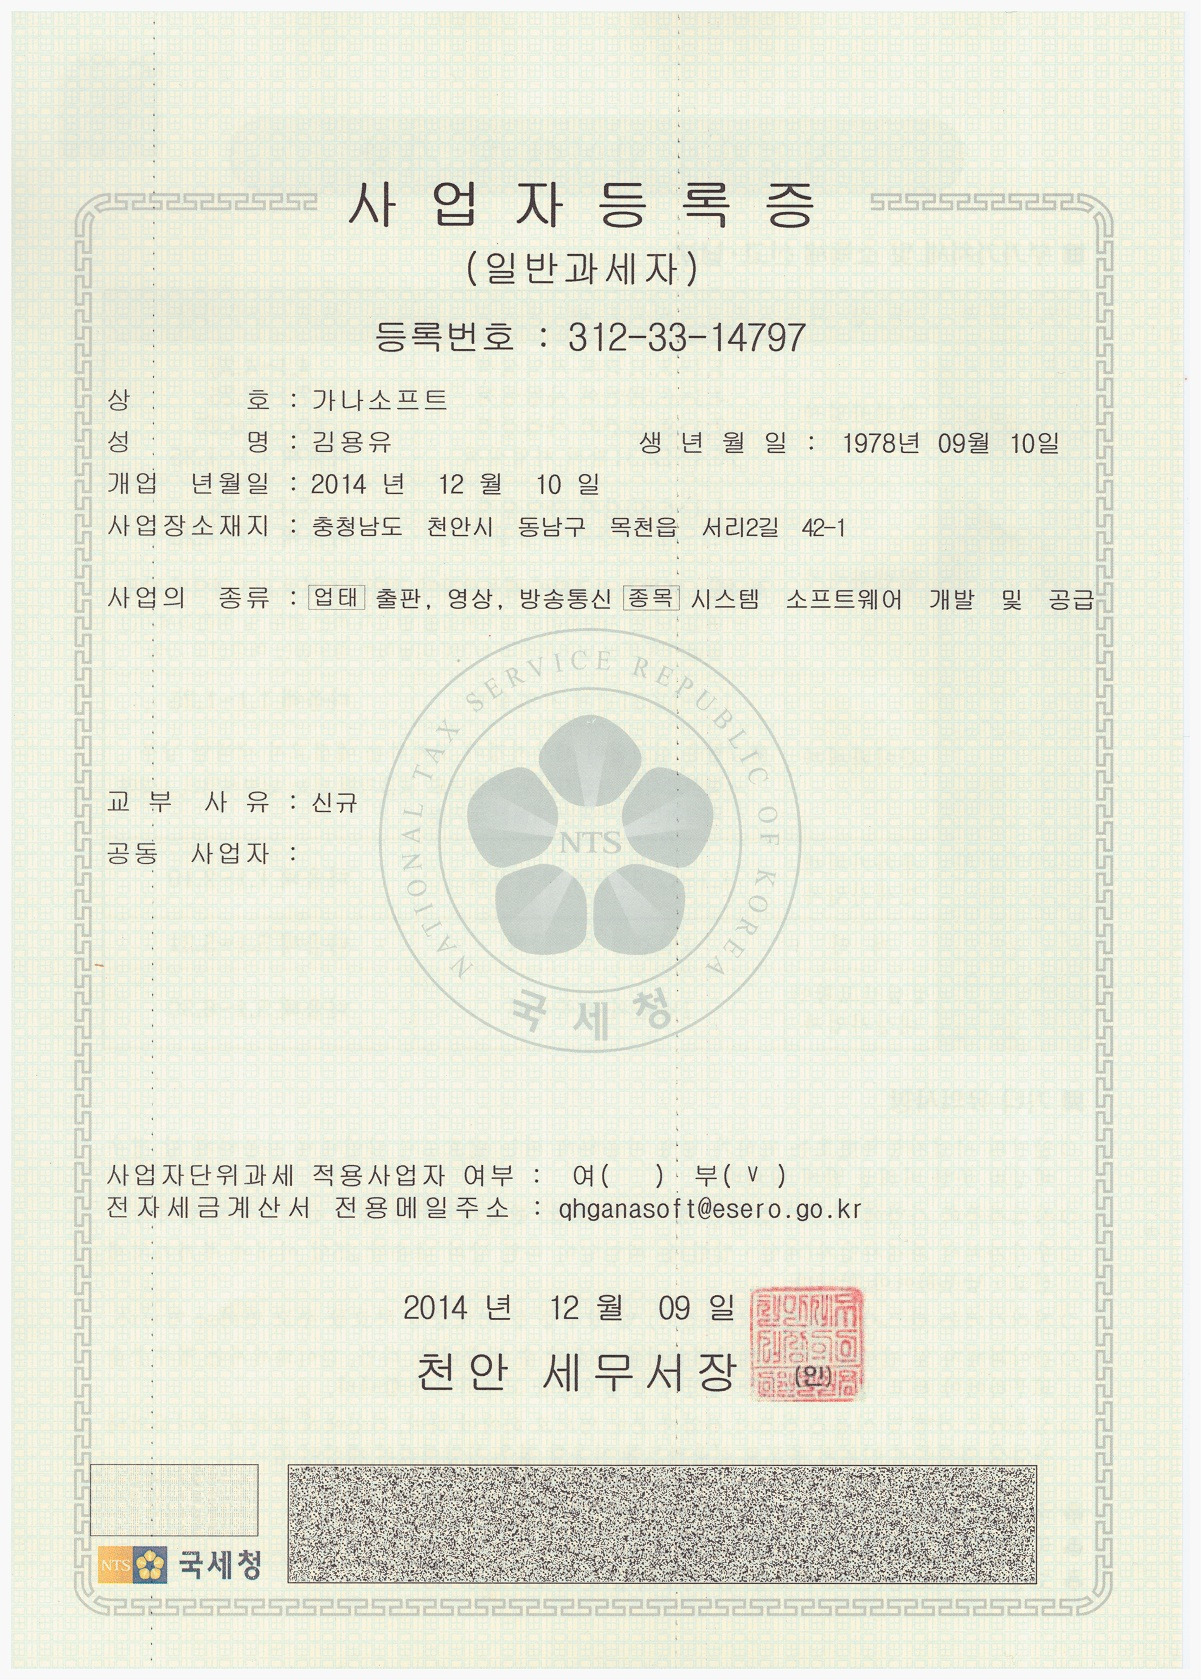 사업자등록증
(일반과세자)
등록번호 : 312-33-14797
상 호 : 가나소프트
성 명 : 김용유 생 년 월 일 : 1978년 09월 10일
개업 년월일 : 2014 년 12 월 10 일
사업장소재지 : 충청남도 천안시 동남구 목천읍 서리2길 42-1
사업의 종류 : 업태 출판, 영상, 방송통신 종목 시스템 소프트웨어 개발 및 공급
NATIONAL TAX SERVICE REPUBLIC OF KOREA
NTS
국세청
교 부 사 유 : 신규
공동 사업자 :
사업자단위과세 적용사업자 여부 : 여( ) 부( v )
전자세금계산서 전용메일주소 : qhganasoft@esero.go.kr
2014 년 12 월 09 일
천안 세무서장 (인)
NTS 국세청